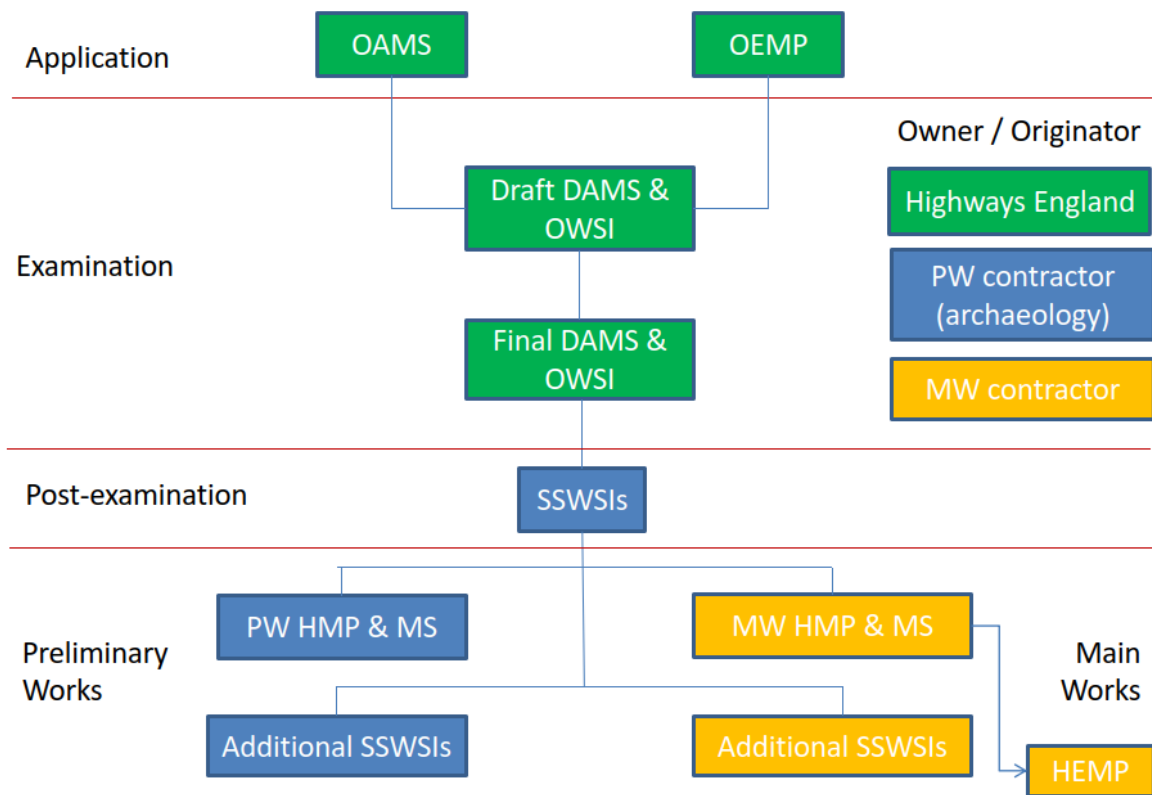 Application
OAMS
OEMP
Owner / Originator
Highways England
PW contractor
(archaeology)
MW contractor
Examination
Draft DAMS &
OWSI
Final DAMS &
OWSI
Post-examination
SSWSIs
Preliminary
Works
PW HMP & MS
MW HMP & MS
Main
Works
Additional SSWSIs
Additional SSWSIs
HEMP